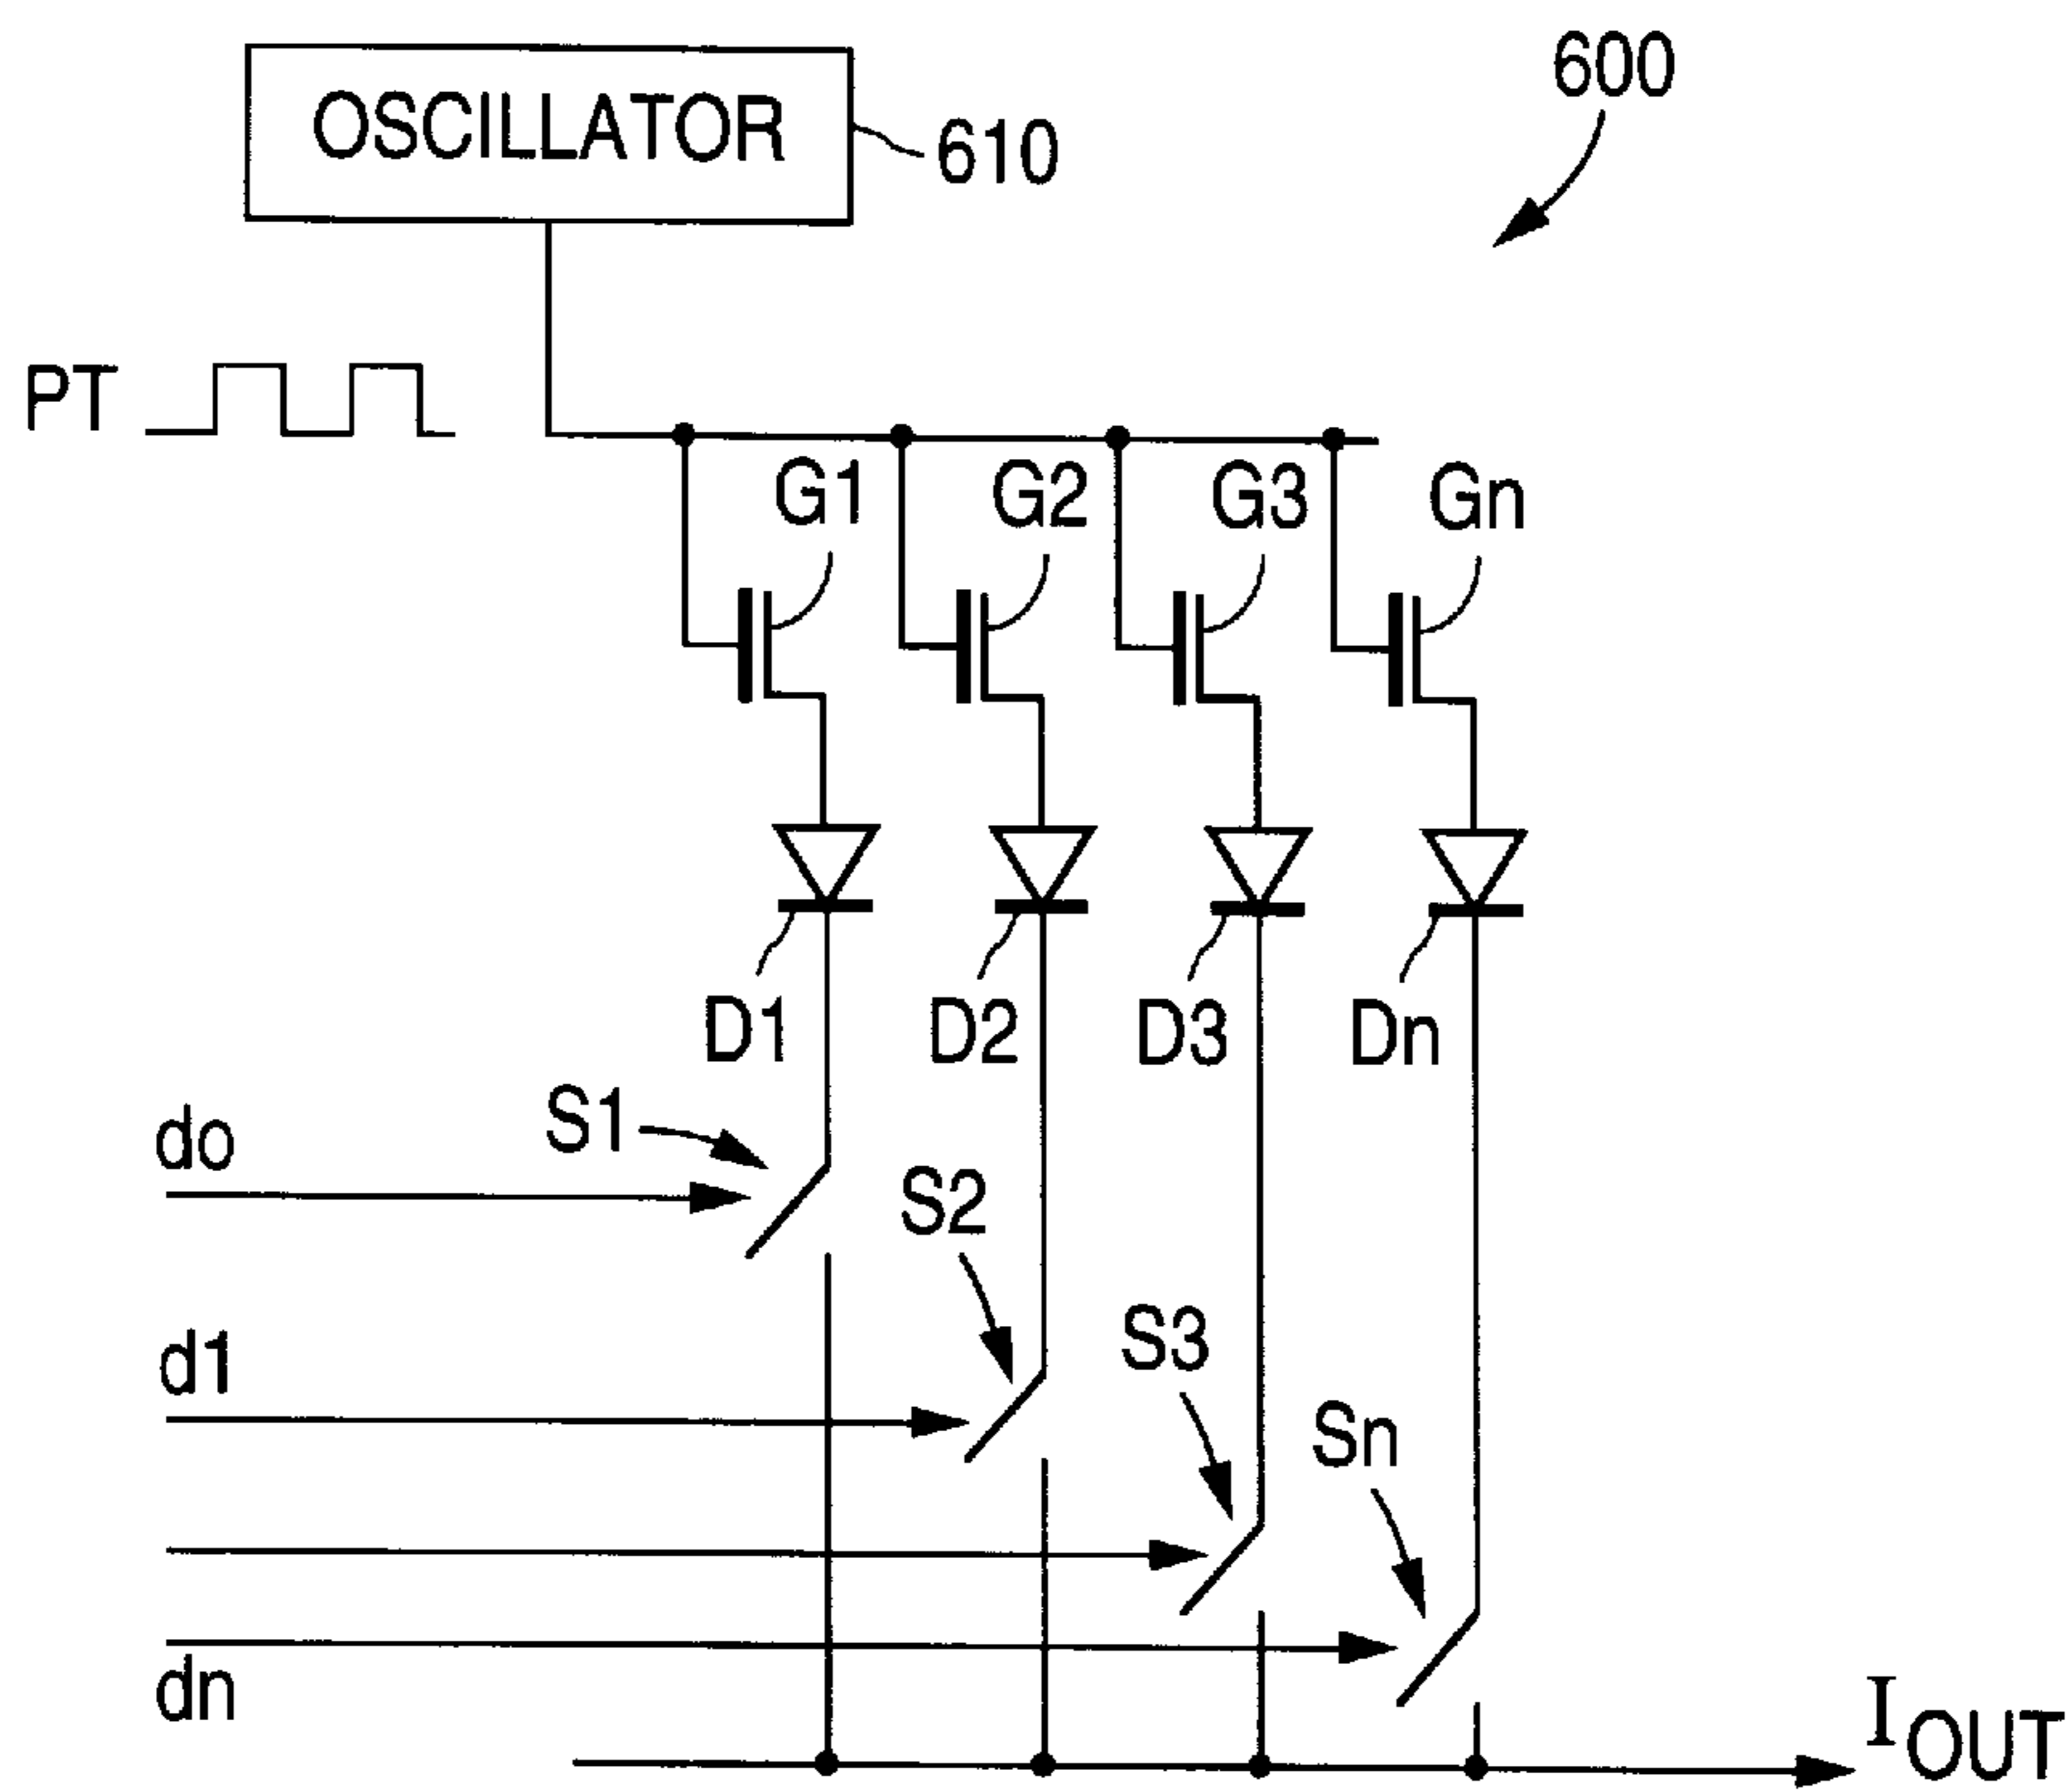 600
OSCILLATOR
610
PT
G1 G2 G3 Gn
D1 D2 D3 Dn
do
S1
S2
d1
S3
Sn
dn
IOUT